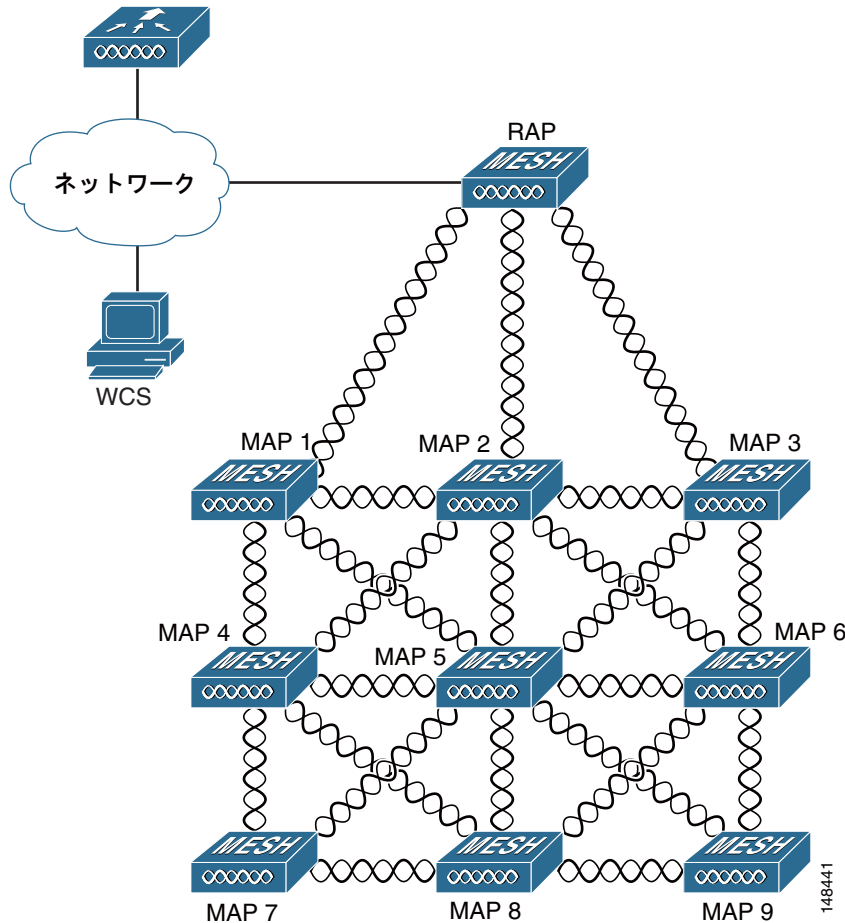 RAP
MESH
ネットワーク
WCS
MAP 1
MAP 2
MAP 3
MESH
MESH
MESH
MAP 4
MAP 5
MAP 6
MESH
MESH
MESH
MESH
MESH
MESH
MAP 7
MAP 8
MAP 9
148441